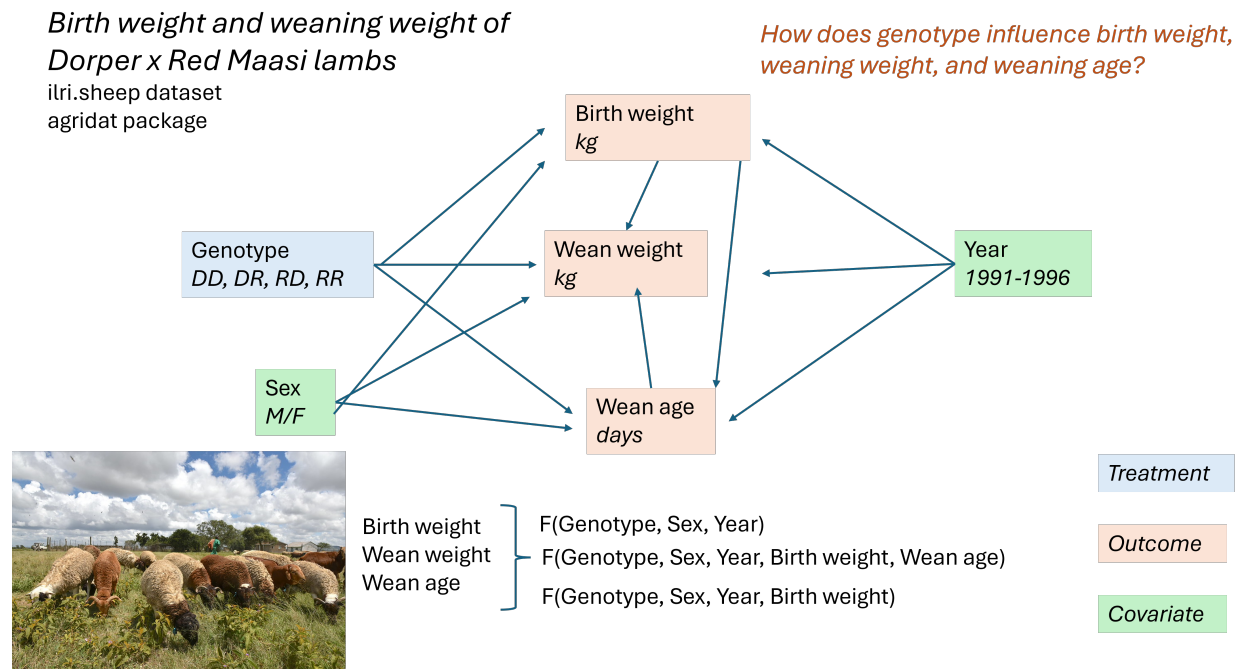 Birth weight and weaning weight of
Dorper x Red Maasi lambs
ilri.sheep dataset
agridat package
How does genotype influence birth weight,
weaning weight, and weaning age?
Birth weight
kg
Genotype
DD, DR, RD, RR
Wean weight
kg
Year
1991-1996
Sex
M/F
Wean age
days
Treatment
Outcome
Covariate
Birth weight
Wean weight
Wean age
F(Genotype, Sex, Year)
F(Genotype, Sex, Year, Birth weight, Wean age)
F(Genotype, Sex, Year, Birth weight)